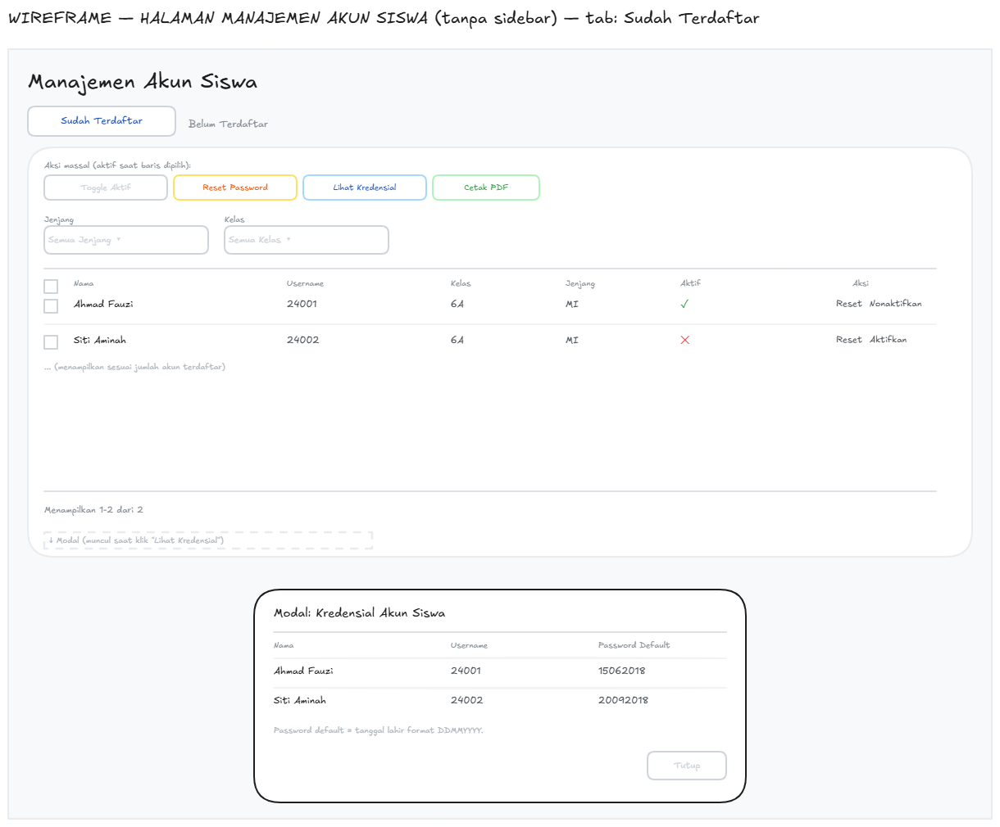 WIREFRAME — HALAMAN MANAJEMEN AKUN SISWA (tanpa sidebar) — tab: Sudah Terdaftar
Manajemen Akun Siswa
Sudah Terdaftar Belum Terdaftar
Aksi massal (aktif saat baris dipilih):
Toggle Aktif Reset Password Lihat Kredensial Cetak PDF
Jenjang Kelas
Semua Jenjang ▾ Semua Kelas ▾
Nama Username Kelas Jenjang Aktif Aksi
Ahmad Fauzi 24001 6A MI ✓ Reset Nonaktifkan
Siti Aminah 24002 6A MI ✕ Reset Aktifkan
... (menampilkan sesuai jumlah akun terdaftar)
Menampilkan 1-2 dari 2
↓ Modal (muncul saat klik "Lihat Kredensial")
Modal: Kredensial Akun Siswa
Nama Username Password Default
Ahmad Fauzi 24001 15062018
Siti Aminah 24002 20092018
Password default = tanggal lahir format DDMMYYYY.
Tutup